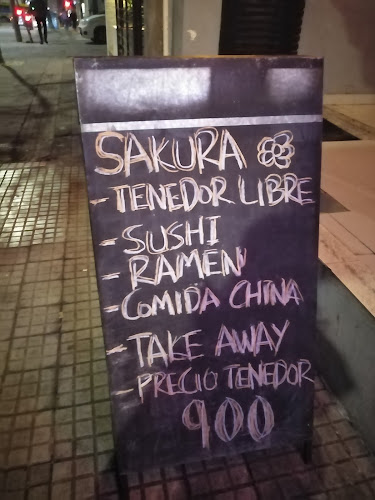 SAKURA
- TENEDOR LIBRE
- SUSHI
- RAMEN
- COMIDA CHINA
- TAKE AWAY
- PRECIO TENEDOR
900